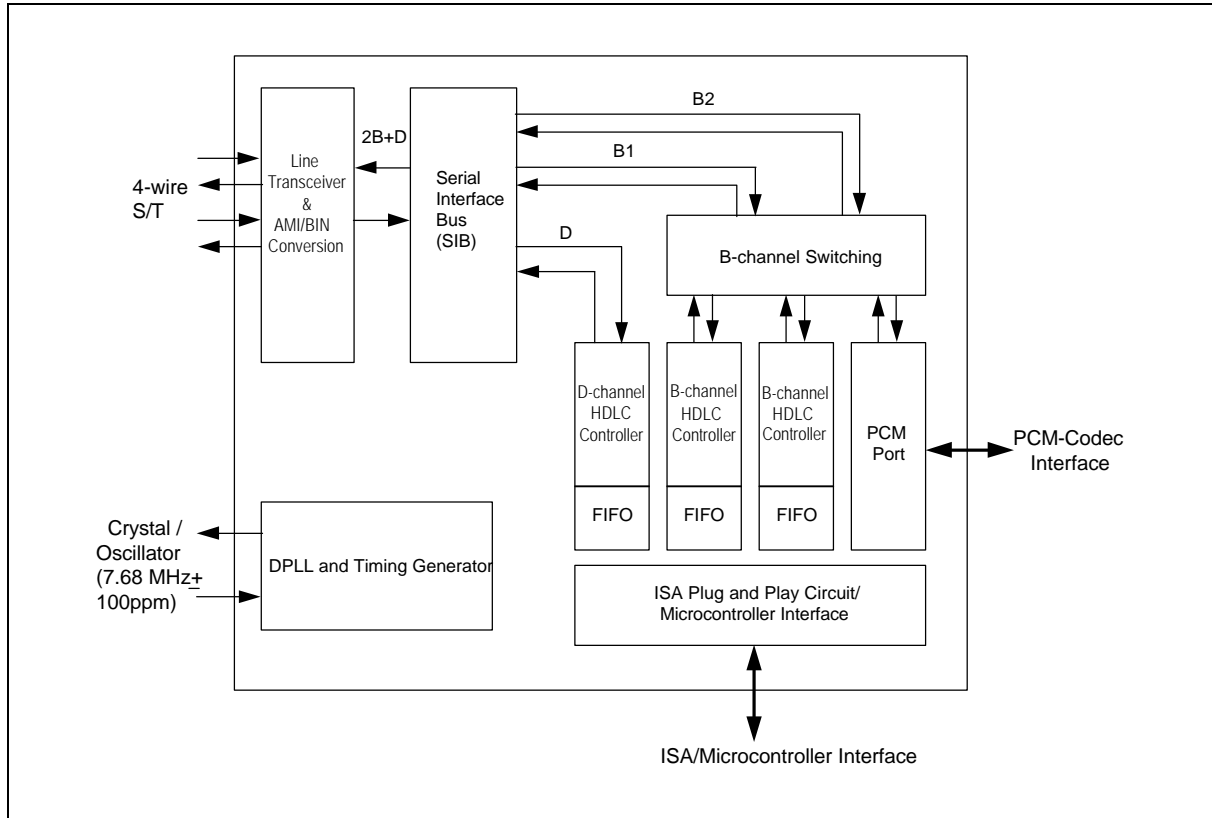 B2
2B+D
B1
4-wire
S/T
Line
Transceiver
&
AMI/BIN
Conversion
Serial
Interface
Bus
(SIB)
D
B-channel Switching
D-channel
HDLC
Controller
FIFO
B-channel
HDLC
Controller
FIFO
B-channel
HDLC
Controller
FIFO
PCM
Port
PCM-Codec
Interface
Crystal /
Oscillator
(7.68 MHz±
100ppm)
DPLL and Timing Generator
ISA Plug and Play Circuit/
Microcontroller Interface
ISA/Microcontroller Interface